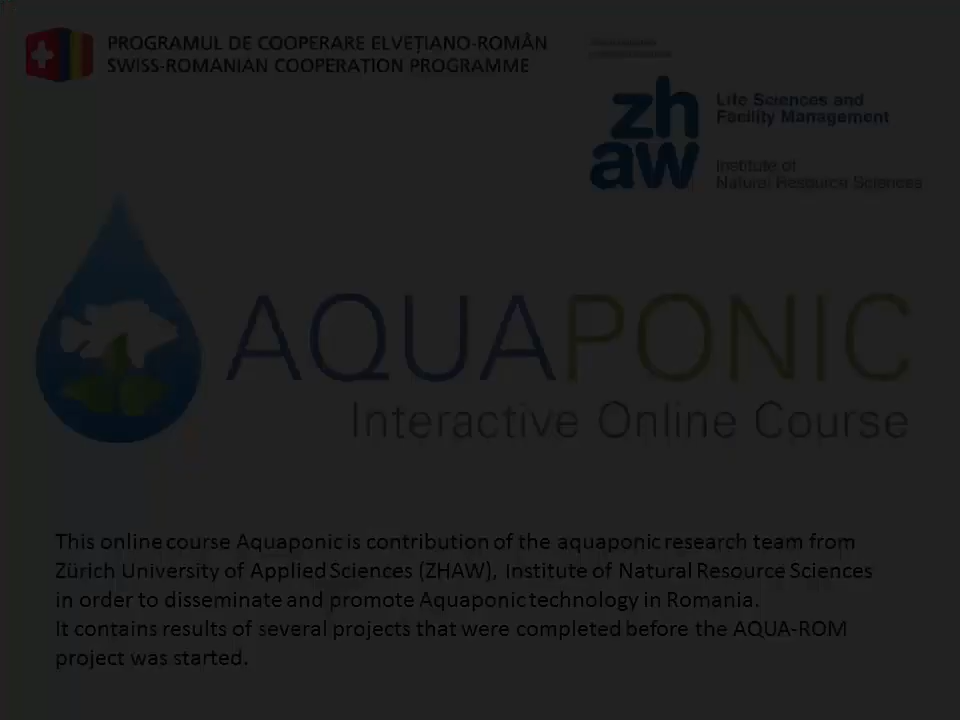 PROGRAMUL DE COOPERARE ELVEȚIANO-ROMÂN
SWISS-ROMANIAN COOPERATION PROGRAMME
zh
aw
Life Sciences and
Facility Management
Institute of
Natural Resource Sciences
AQUAPONIC
Interactive Online Course
This online course Aquaponic is contribution of the aquaponic research team from
Zürich University of Applied Sciences (ZHAW), Institute of Natural Resource Sciences
in order to disseminate and promote Aquaponic technology in Romania.
It contains results of several projects that were completed before the AQUA-ROM
project was started.